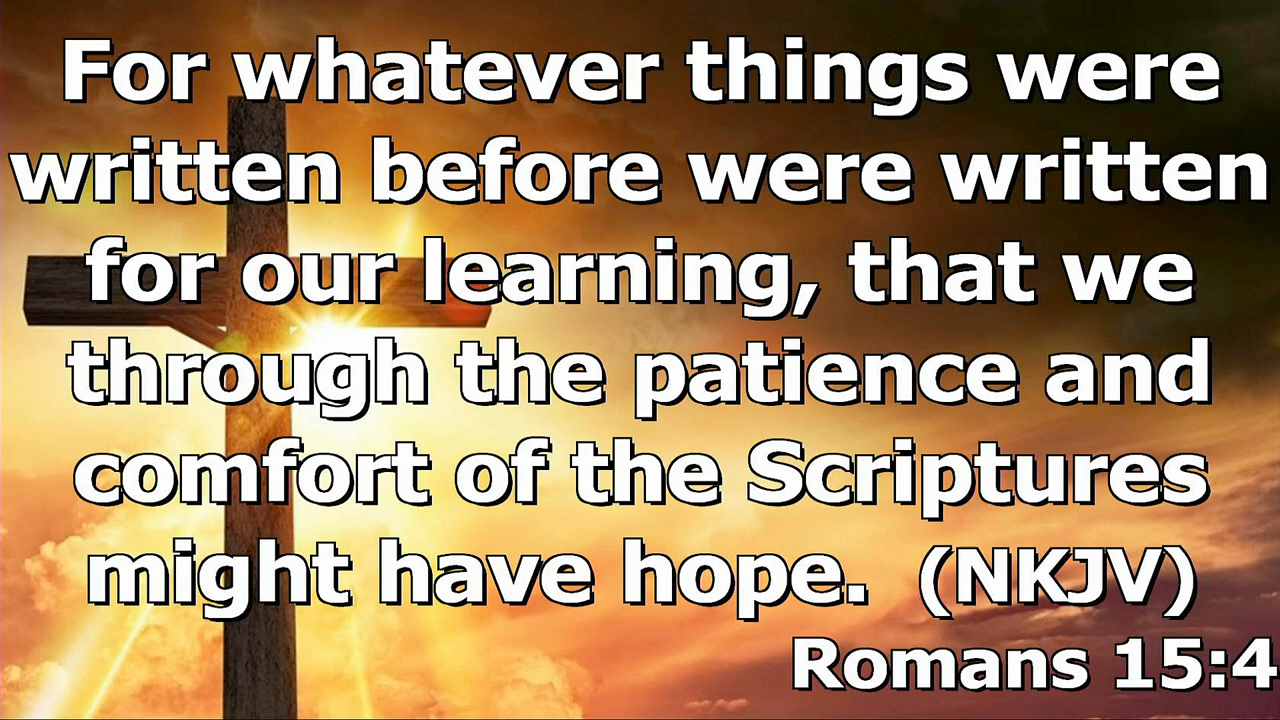 For whatever things were
written before were written
for our learning, that we
through the patience and
comfort of the Scriptures
might have hope.  (NKJV)
Romans 15:4